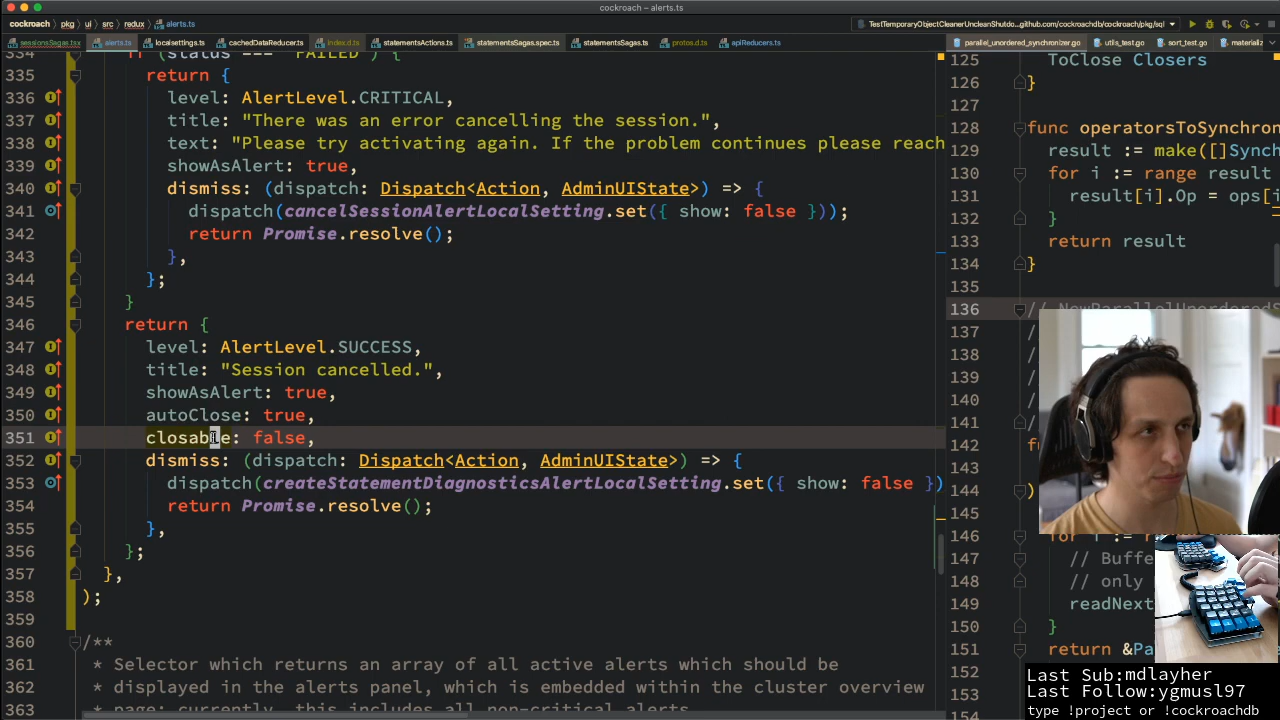 cockroach – alerts.ts
cockroach pkg ui src redux alerts.ts
TestTemporaryObjectCleanerUncleanShutdo...github.com/cockroachdb/cockroach/pkg/sql
sessionsSagas.tsx alerts.ts localsettings.ts cachedDataReducer.ts index.d.ts statementsActions.ts statementsSagas.spec.ts statementsSagas.ts protos.d.ts apiReducers.ts
parallel_unordered_synchronizer.go utils_test.go sort_test.go materializ
334 if (status === "FAILED") {
335 return {
336 level: AlertLevel.CRITICAL,
337 title: "There was an error cancelling the session.",
338 text: "Please try activating again. If the problem continues please reach
339 showAsAlert: true,
340 dismiss: (dispatch: Dispatch<Action, AdminUIState>) => {
341 dispatch(cancelSessionAlertLocalSetting.set({ show: false }));
342 return Promise.resolve();
343 },
344 };
345 }
346 return {
347 level: AlertLevel.SUCCESS,
348 title: "Session cancelled.",
349 showAsAlert: true,
350 autoClose: true,
351 closable: false,
352 dismiss: (dispatch: Dispatch<Action, AdminUIState>) => {
353 dispatch(createStatementDiagnosticsAlertLocalSetting.set({ show: false })
354 return Promise.resolve();
355 },
356 };
357 },
358 );
359
360 /**
361 * Selector which returns an array of all active alerts which should be
362 * displayed in the alerts panel, which is embedded within the cluster overview
363 * page; currently, this includes all non-critical alerts.
125 ToClose Closers
126 }
127
128 func operatorsToSynchron
129 result := make([]Synch
130 for i := range result
131 result[i].Op = ops[i
132 }
133 return result
134 }
135
136 // NewParallelUnorderedS
137 /
138 /
139 /
140 /
141 /
142 fu
143
144 )
145
146 for i := r
147 // Buffe
148 // only
149 readNext
150 }
151 return &Pa
152
153
154
Last Sub:mdlayher
Last Follow:ygmusl97
type !project or !cockroachdb